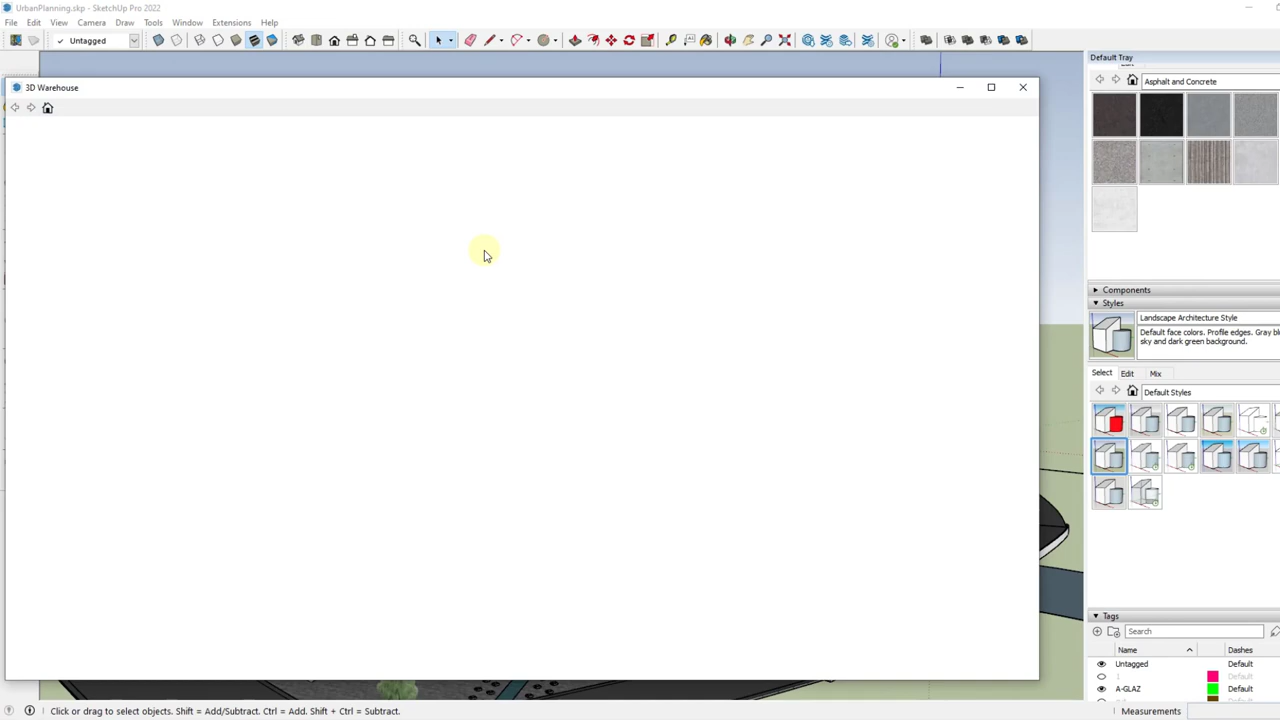 UrbanPlanning.skp - SketchUp Pro 2022
File Edit View Camera Draw Tools Window Extensions Help
Untagged
Default Tray
3D Warehouse
Asphalt and Concrete
Components
Styles
Landscape Architecture Style
Default face colors. Profile edges. Gray blu
sky and dark green background.
Select Edit Mix
Default Styles
Tags
Search
Name Dashes
Untagged Default
1 Default
A-GLAZ Default
Click or drag to select objects. Shift = Add/Subtract. Ctrl = Add. Shift + Ctrl = Subtract.
Measurements